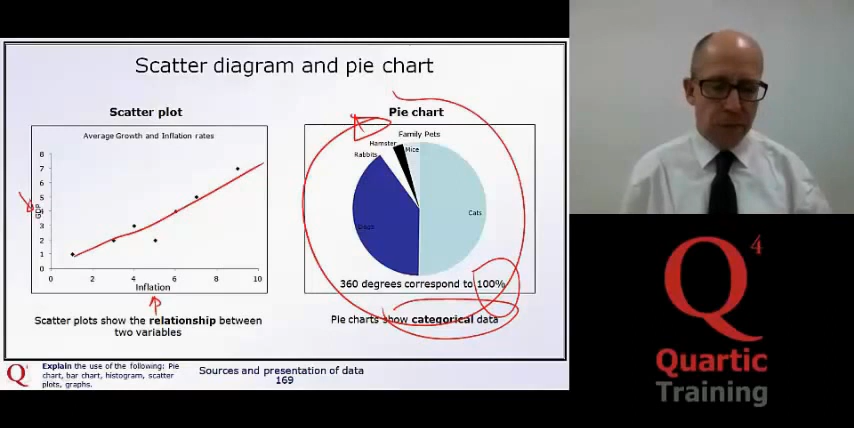 Scatter diagram and pie chart
Scatter plot
Average Growth and Inflation rates
8
7
6
5
4
3
2
1
0
GDP
0 2 4 6 8 10
Inflation
Scatter plots show the relationship between
two variables
Pie chart
Family Pets
Hamster
Mice
Rabbits
Cats
Dogs
360 degrees correspond to 100%
Pie charts show categorical data
Q
Explain the use of the following: Pie
chart, bar chart, histogram, scatter
plots, graphs.
Sources and presentation of data
169
Q4
Quartic
Training